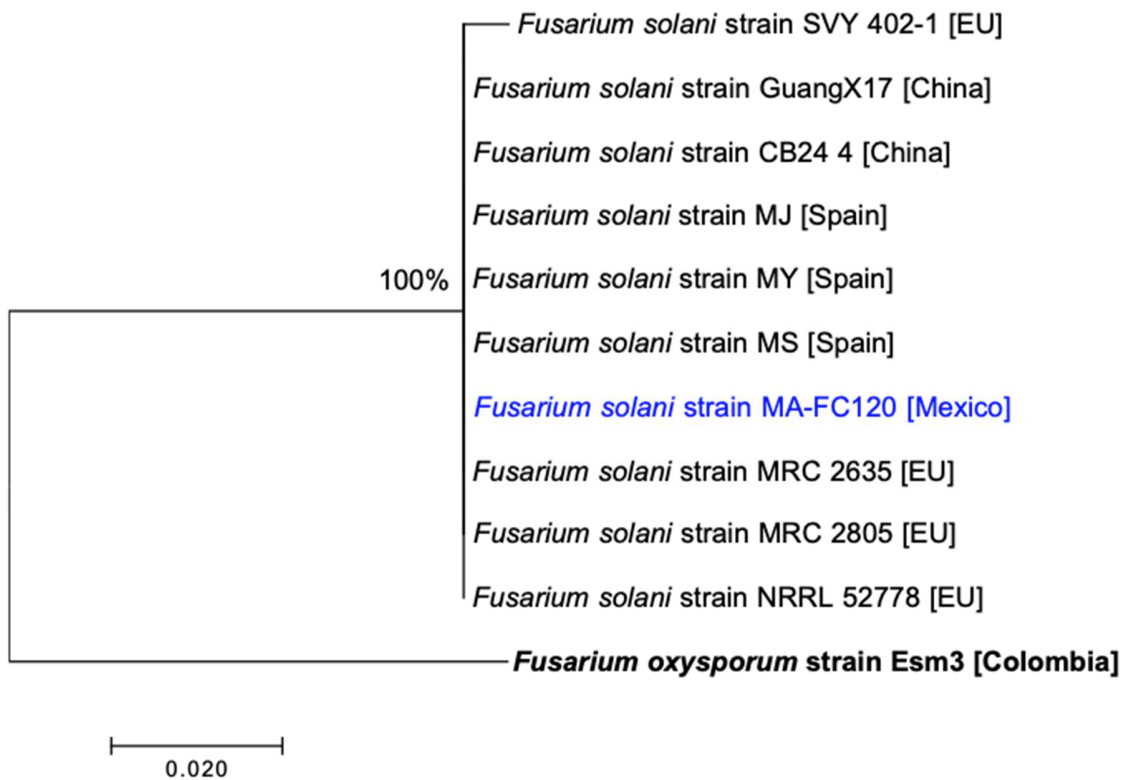 Fusarium solani strain SVY 402-1 [EU]
Fusarium solani strain GuangX17 [China]
Fusarium solani strain CB24 4 [China]
Fusarium solani strain MJ [Spain]
100%
Fusarium solani strain MY [Spain]
Fusarium solani strain MS [Spain]
Fusarium solani strain MA-FC120 [Mexico]
Fusarium solani strain MRC 2635 [EU]
Fusarium solani strain MRC 2805 [EU]
Fusarium solani strain NRRL 52778 [EU]
Fusarium oxysporum strain Esm3 [Colombia]
0.020